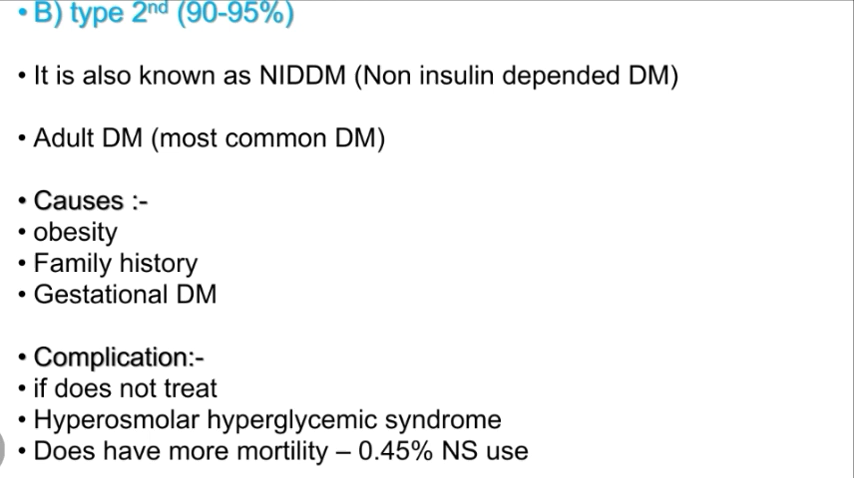 • B) type 2nd (90-95%)
• It is also known as NIDDM (Non insulin depended DM)
• Adult DM (most common DM)
• Causes :-
• obesity
• Family history
• Gestational DM
• Complication:-
• if does not treat
• Hyperosmolar hyperglycemic syndrome
• Does have more mortility – 0.45% NS use